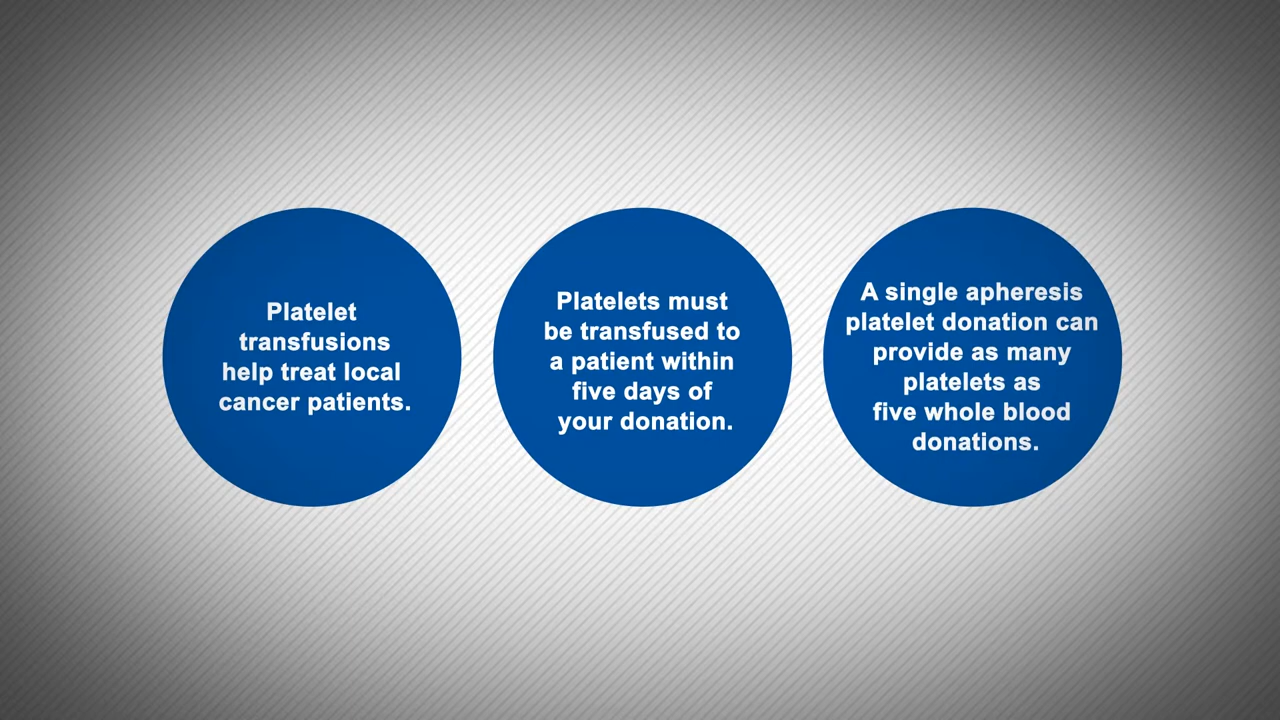 Platelet
transfusions
help treat local
cancer patients.
Platelets must
be transfused to
a patient within
five days of
your donation.
A single apheresis
platelet donation can
provide as many
platelets as
five whole blood
donations.